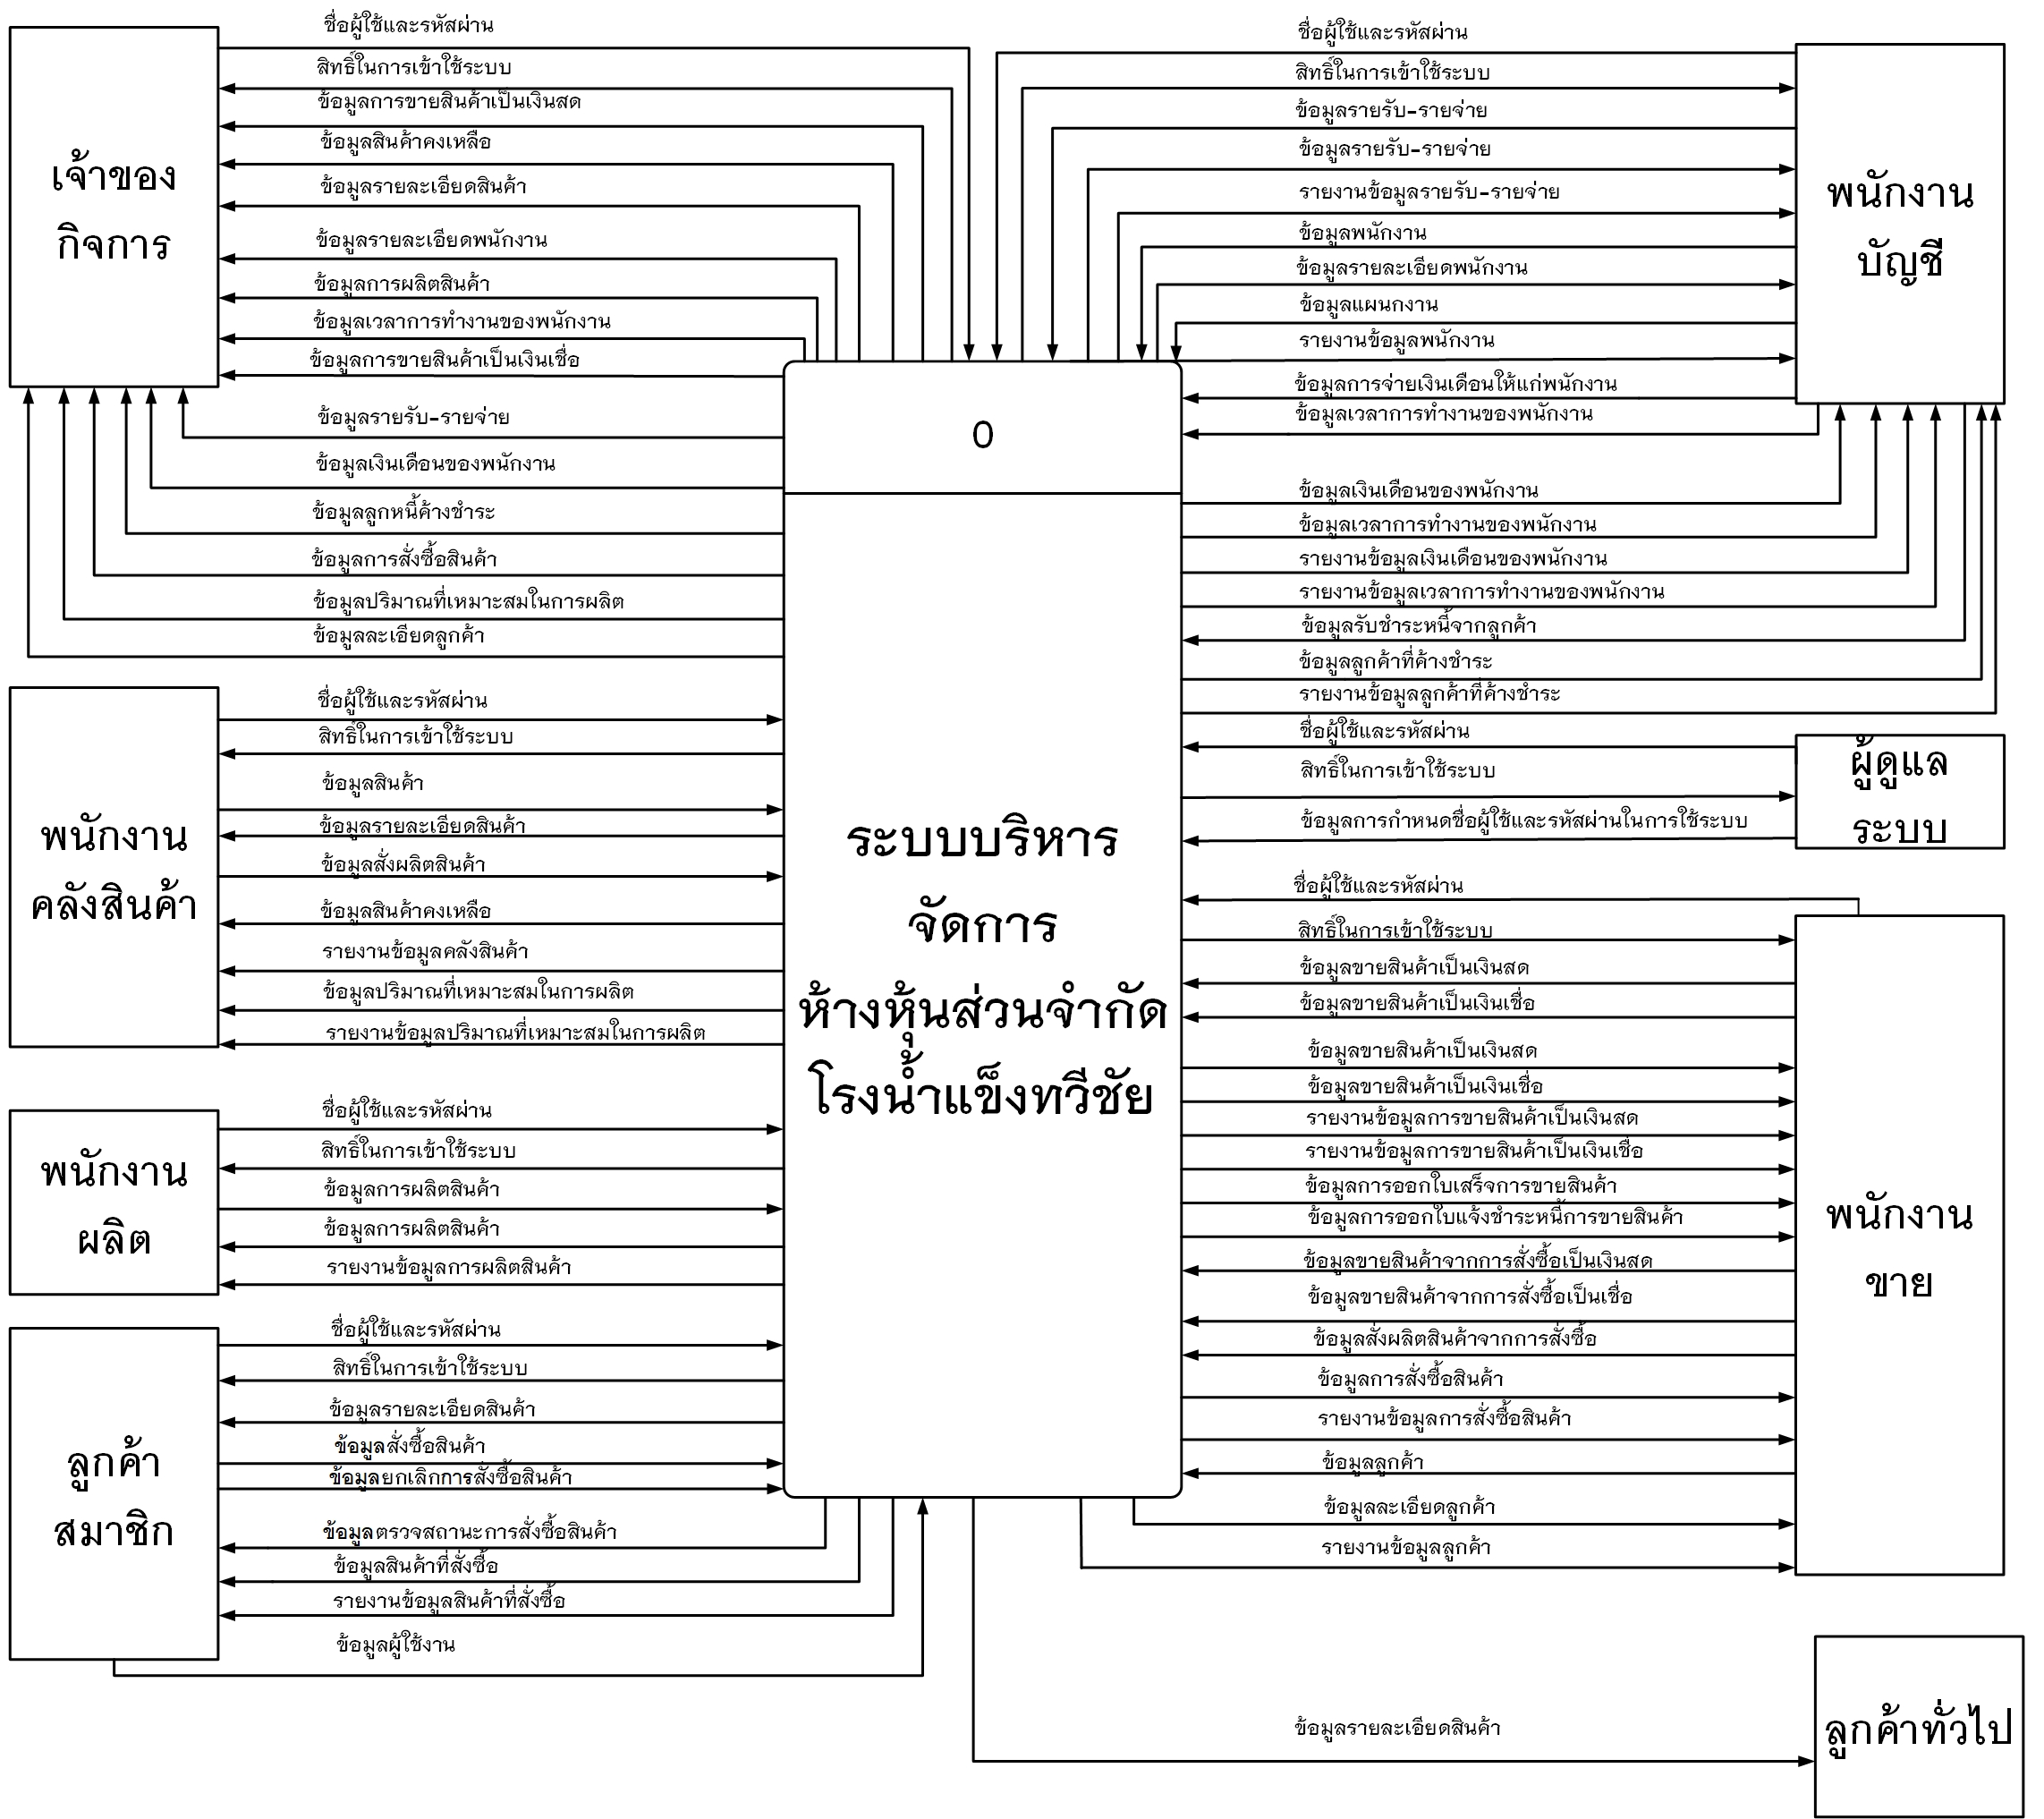 ชื่อผู้ใช้และรหัสผ่าน
สิทธิ์ในการเข้าใช้ระบบ
ข้อมูลการขายสินค้าเป็นเงินสด
ข้อมูลสินค้าคงเหลือ
ข้อมูลรายละเอียดสินค้า
ข้อมูลรายละเอียดพนักงาน
ข้อมูลการผลิตสินค้า
ข้อมูลเวลาการทำงานของพนักงาน
ข้อมูลการขายสินค้าเป็นเงินเชื่อ
เจ้าของ
กิจการ
ข้อมูลรายรับ-รายจ่าย
ข้อมูลเงินเดือนของพนักงาน
ข้อมูลลูกหนี้ค้างชำระ
ข้อมูลการสั่งซื้อสินค้า
ข้อมูลปริมาณที่เหมาะสมในการผลิต
ข้อมูลละเอียดลูกค้า
พนักงาน
คลังสินค้า
ชื่อผู้ใช้และรหัสผ่าน
สิทธิ์ในการเข้าใช้ระบบ
ข้อมูลสินค้า
ข้อมูลรายละเอียดสินค้า
ข้อมูลสั่งผลิตสินค้า
ข้อมูลสินค้าคงเหลือ
รายงานข้อมูลคลังสินค้า
ข้อมูลปริมาณที่เหมาะสมในการผลิต
รายงานข้อมูลปริมาณที่เหมาะสมในการผลิต
พนักงาน
ผลิต
ชื่อผู้ใช้และรหัสผ่าน
สิทธิ์ในการเข้าใช้ระบบ
ข้อมูลการผลิตสินค้า
ข้อมูลการผลิตสินค้า
รายงานข้อมูลการผลิตสินค้า
ลูกค้า
สมาชิก
ชื่อผู้ใช้และรหัสผ่าน
สิทธิ์ในการเข้าใช้ระบบ
ข้อมูลรายละเอียดสินค้า
ข้อมูลสั่งซื้อสินค้า
ข้อมูลยกเลิกการสั่งซื้อสินค้า
ข้อมูลตรวจสถานะการสั่งซื้อสินค้า
ข้อมูลสินค้าที่สั่งซื้อ
รายงานข้อมูลสินค้าที่สั่งซื้อ
ข้อมูลผู้ใช้งาน
0
ระบบบริหาร
จัดการ
ห้างหุ้นส่วนจำกัด
โรงน้ำแข็งทวีชัย
ชื่อผู้ใช้และรหัสผ่าน
สิทธิ์ในการเข้าใช้ระบบ
ข้อมูลรายรับ-รายจ่าย
ข้อมูลรายรับ-รายจ่าย
รายงานข้อมูลรายรับ-รายจ่าย
ข้อมูลพนักงาน
ข้อมูลรายละเอียดพนักงาน
ข้อมูลแผนกงาน
รายงานข้อมูลพนักงาน
ข้อมูลการจ่ายเงินเดือนให้แก่พนักงาน
ข้อมูลเวลาการทำงานของพนักงาน
พนักงาน
บัญชี
ข้อมูลเงินเดือนของพนักงาน
ข้อมูลเวลาการทำงานของพนักงาน
รายงานข้อมูลเงินเดือนของพนักงาน
รายงานข้อมูลเวลาการทำงานของพนักงาน
ข้อมูลรับชำระหนี้จากลูกค้า
ข้อมูลลูกค้าที่ค้างชำระ
รายงานข้อมูลลูกค้าที่ค้างชำระ
ชื่อผู้ใช้และรหัสผ่าน
สิทธิ์ในการเข้าใช้ระบบ
ข้อมูลการกำหนดชื่อผู้ใช้และรหัสผ่านในการใช้ระบบ
ผู้ดูแล
ระบบ
ชื่อผู้ใช้และรหัสผ่าน
สิทธิ์ในการเข้าใช้ระบบ
ข้อมูลขายสินค้าเป็นเงินสด
ข้อมูลขายสินค้าเป็นเงินเชื่อ
ข้อมูลขายสินค้าเป็นเงินสด
ข้อมูลขายสินค้าเป็นเงินเชื่อ
รายงานข้อมูลการขายสินค้าเป็นเงินสด
รายงานข้อมูลการขายสินค้าเป็นเงินเชื่อ
ข้อมูลการออกใบเสร็จการขายสินค้า
ข้อมูลการออกใบแจ้งชำระหนี้การขายสินค้า
ข้อมูลขายสินค้าจากการสั่งซื้อเป็นเงินสด
ข้อมูลขายสินค้าจากการสั่งซื้อเป็นเชื่อ
ข้อมูลสั่งผลิตสินค้าจากการสั่งซื้อ
ข้อมูลการสั่งซื้อสินค้า
รายงานข้อมูลการสั่งซื้อสินค้า
ข้อมูลลูกค้า
ข้อมูลละเอียดลูกค้า
รายงานข้อมูลลูกค้า
พนักงาน
ขาย
ข้อมูลรายละเอียดสินค้า
ลูกค้าทั่วไป